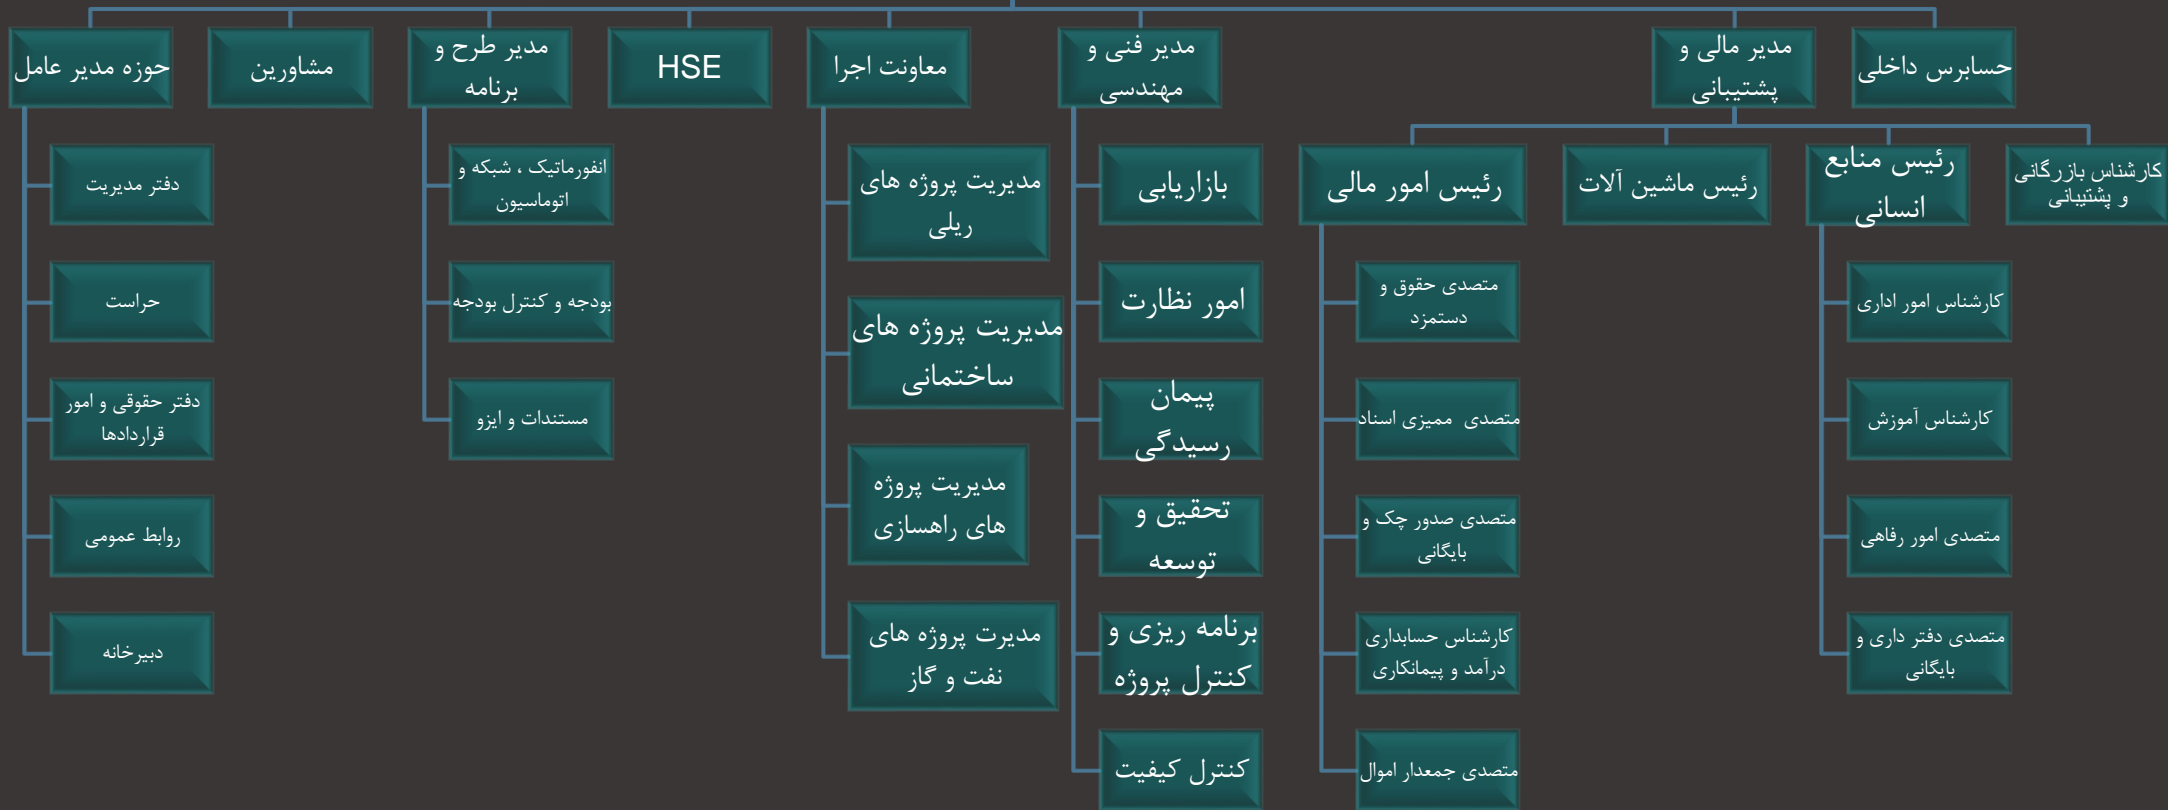 حسابرس داخلی
مدیر مالی و
پشتیبانی
مدیر فنی و
مهندسی
معاونت اجرا
HSE
مدیر طرح و
برنامه
مشاورین
حوزه مدیر عامل
کارشناس بازرگانی
و پشتیبانی
رئیس منابع
انسانی
رئیس ماشین آلات
رئیس امور مالی
کارشناس امور اداری
کارشناس آموزش
متصدی امور رفاهی
متصدی دفتر داری و
بایگانی
متصدی حقوق و
دستمزد
متصدی ممیزی اسناد
متصدی صدور چک و
بایگانی
کارشناس حسابداری
درآمد و پیمانکاری
متصدی جمعدار اموال
بازاریابی
امور نظارت
پیمان
رسیدگی
تحقیق و
توسعه
برنامه ریزی و
کنترل پروژه
کنترل کیفیت
مدیریت پروژه های
ریلی
مدیریت پروژه های
ساختمانی
مدیریت پروژه
های راهسازی
مدیرت پروژه های
نفت و گاز
انفورماتیک ، شبکه و
اتوماسیون
بودجه و کنترل بودجه
مستندات و ایزو
دفتر مدیریت
حراست
دفتر حقوقی و امور
قراردادها
روابط عمومی
دبیرخانه